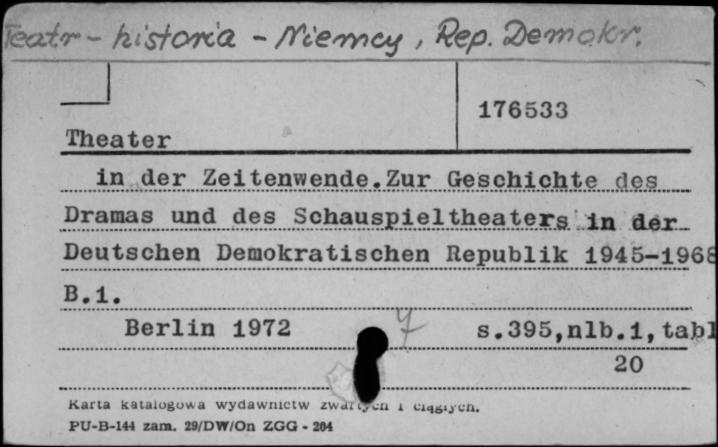 Teatr - historia - Niemcy, Rep. Demokr.
176533
Theater
in der Zeitenwende.Zur Geschichte des
Dramas und des Schauspieltheaters in der
Deutschen Demokratischen Republik 1945-1968
B.1.
Berlin 1972 y s.395,nlb.1,tabl
20
Karta katalogowa wydawnictw zwartych i ciągłych.
PU-B-144 zam. 29/DW/On ZGG - 204